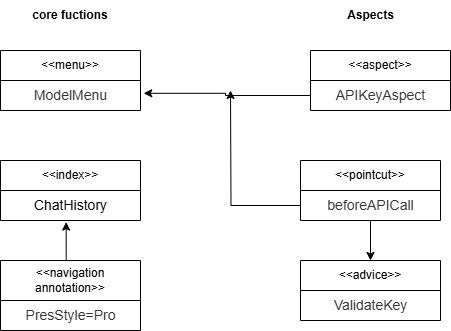 core fuctions
Aspects
<<menu>>
ModelMenu
<<aspect>>
APIKeyAspect
<<index>>
ChatHistory
<<pointcut>>
beforeAPICall
<<navigation
annotation>>
PresStyle=Pro
<<advice>>
ValidateKey